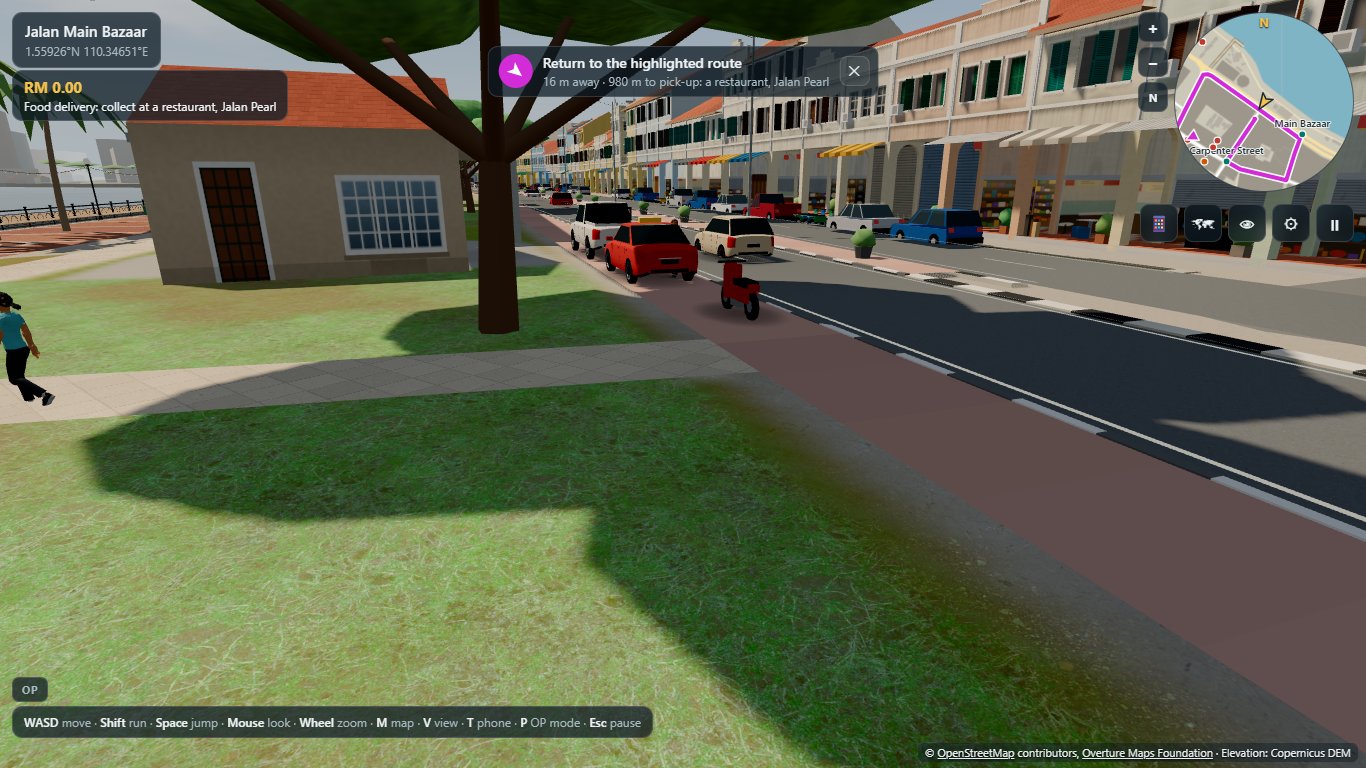 Jalan Main Bazaar
1.55926°N 110.34651°E
RM 0.00
Food delivery: collect at a restaurant, Jalan Pearl
Return to the highlighted route
16 m away · 980 m to pick-up: a restaurant, Jalan Pearl
+
−
N
N
Main Bazaar
Carpenter Street
OP
WASD move · Shift run · Space jump · Mouse look · Wheel zoom · M map · V view · T phone · P OP mode · Esc pause
© OpenStreetMap contributors, Overture Maps Foundation · Elevation: Copernicus DEM